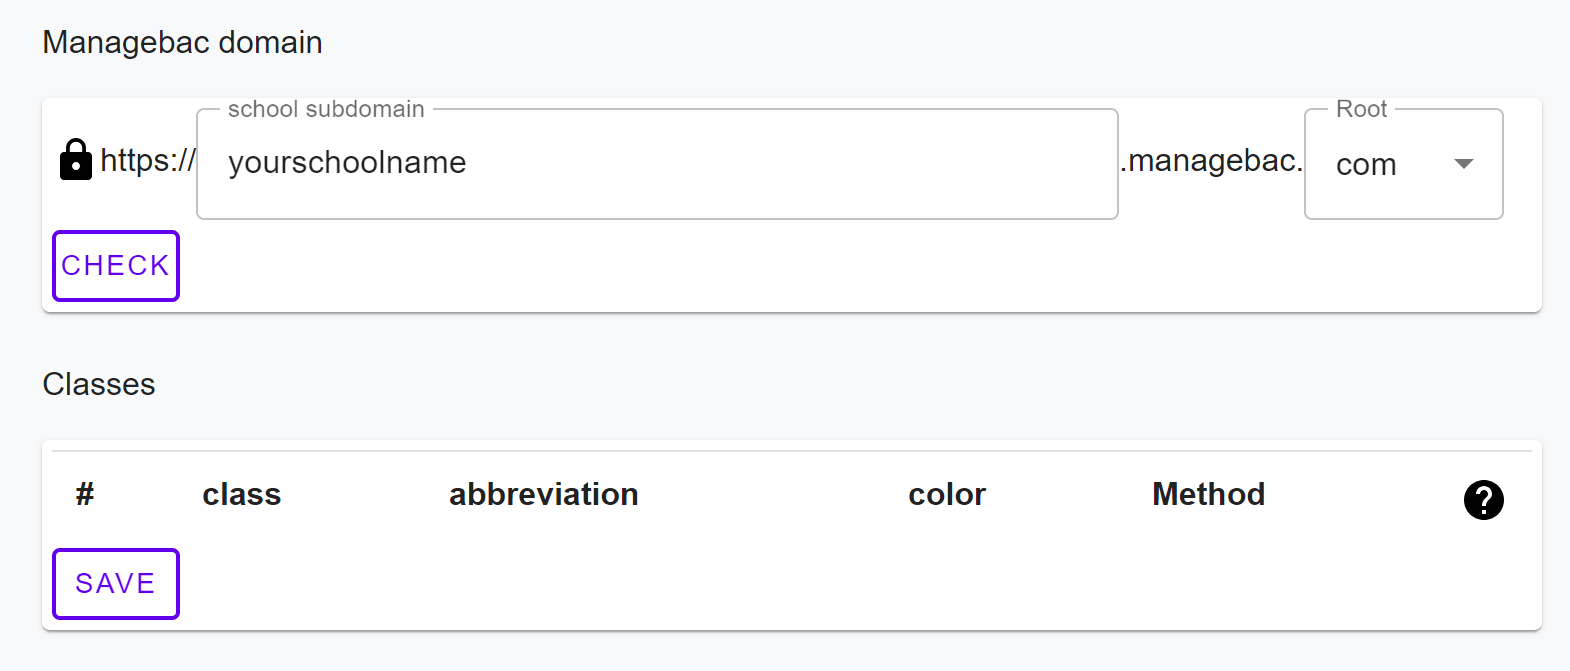 Managebac domain
school subdomain Root
https:// yourschoolname .managebac. com
CHECK
Classes
# class abbreviation color Method ?
SAVE